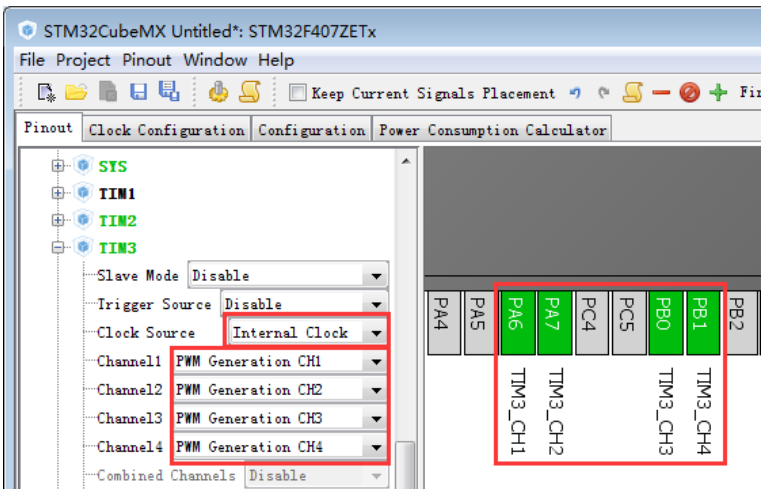 STM32CubeMX Untitled*: STM32F407ZETx
File Project Pinout Window Help
Keep Current Signals Placement
Pinout Clock Configuration Configuration Power Consumption Calculator
SYS
TIM1
TIM2
TIM3
Slave Mode Disable
Trigger Source Disable
Clock Source Internal Clock
Channel1 PWM Generation CH1
Channel2 PWM Generation CH2
Channel3 PWM Generation CH3
Channel4 PWM Generation CH4
Combined Channels Disable
PA4 PA5 PA6 PA7 PC4 PC5 PB0 PB1 PB2
TIM3_CH1 TIM3_CH2 TIM3_CH3 TIM3_CH4